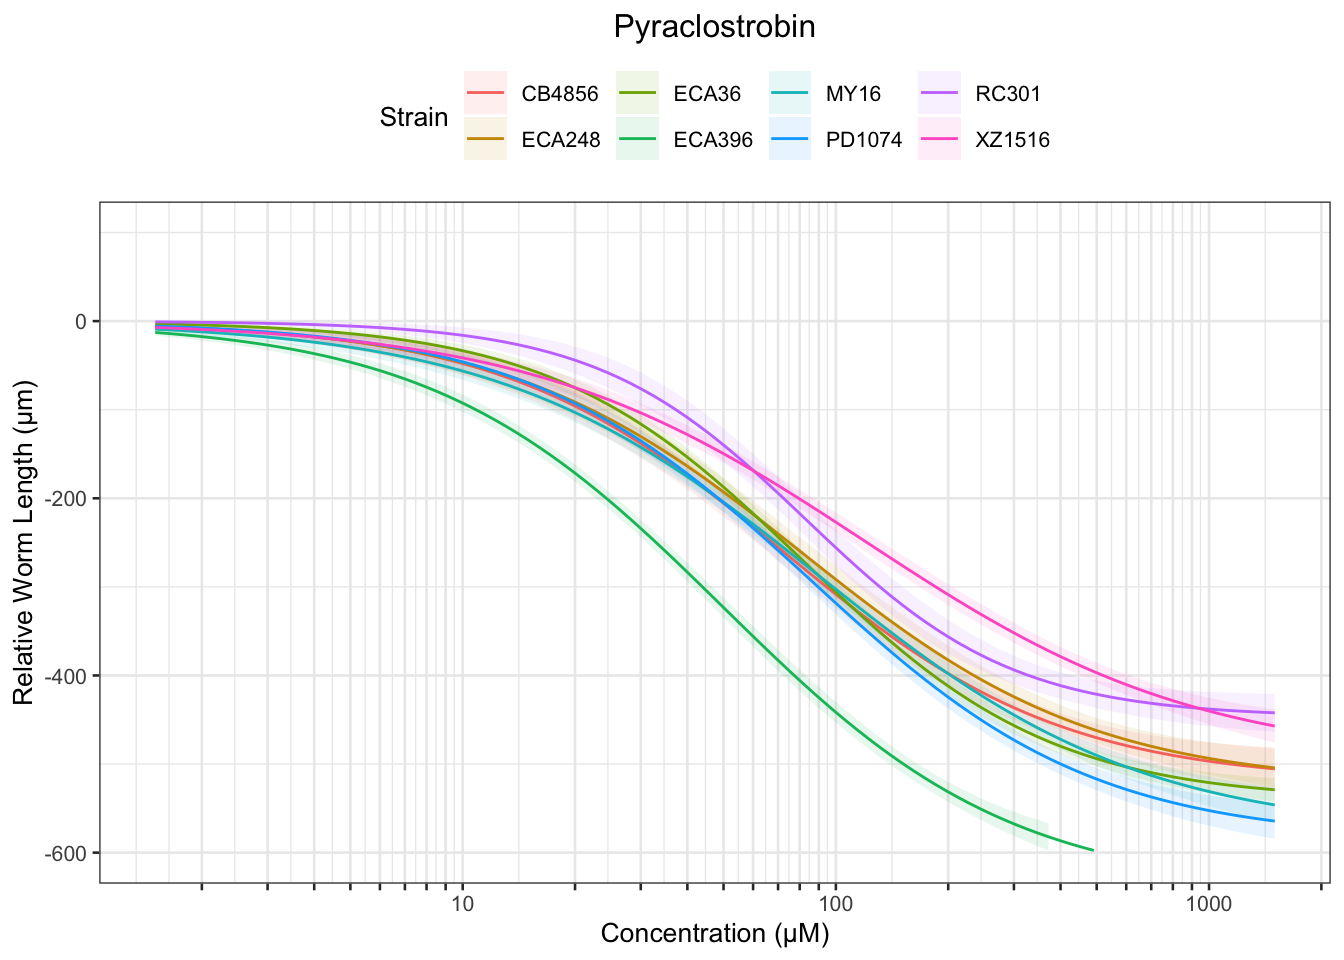 Pyraclostrobin
Strain
CB4856 ECA36 MY16 RC301
ECA248 ECA396 PD1074 XZ1516
Relative Worm Length (µm)
0
-200
-400
-600
10 100 1000
Concentration (µM)